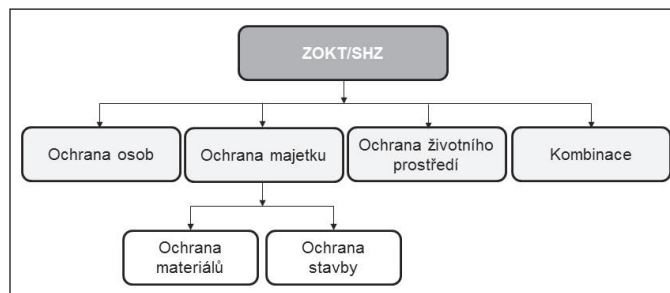 ZOKT/SHZ
Ochrana osob
Ochrana majetku
Ochrana životního
prostředí
Kombinace
Ochrana
materiálů
Ochrana
stavby